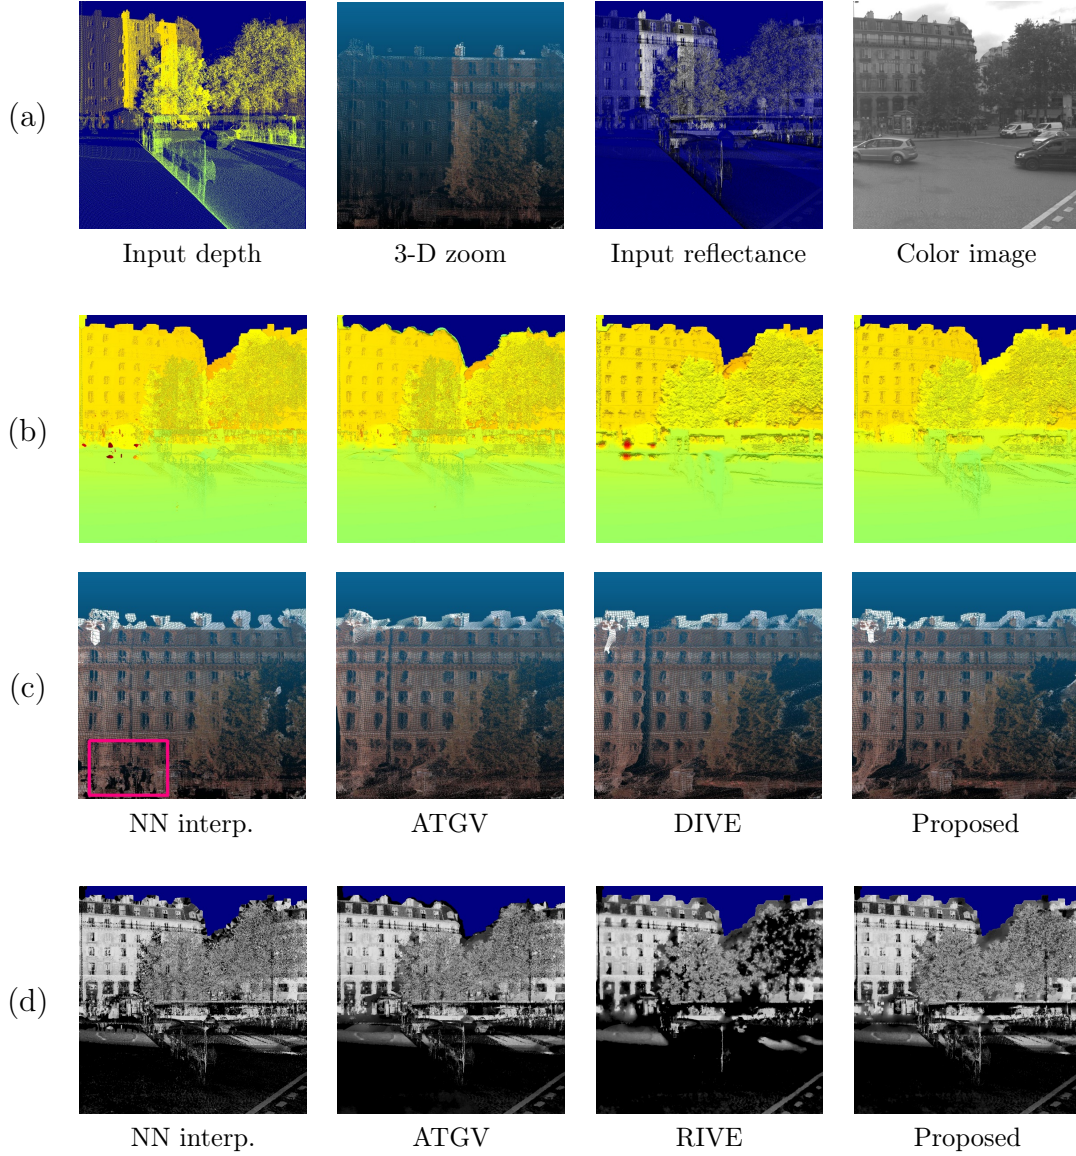 (a)
Input depth 3-D zoom Input reflectance Color image
(b)
(c)
NN interp. ATGV DIVE Proposed
(d)
NN interp. ATGV RIVE Proposed